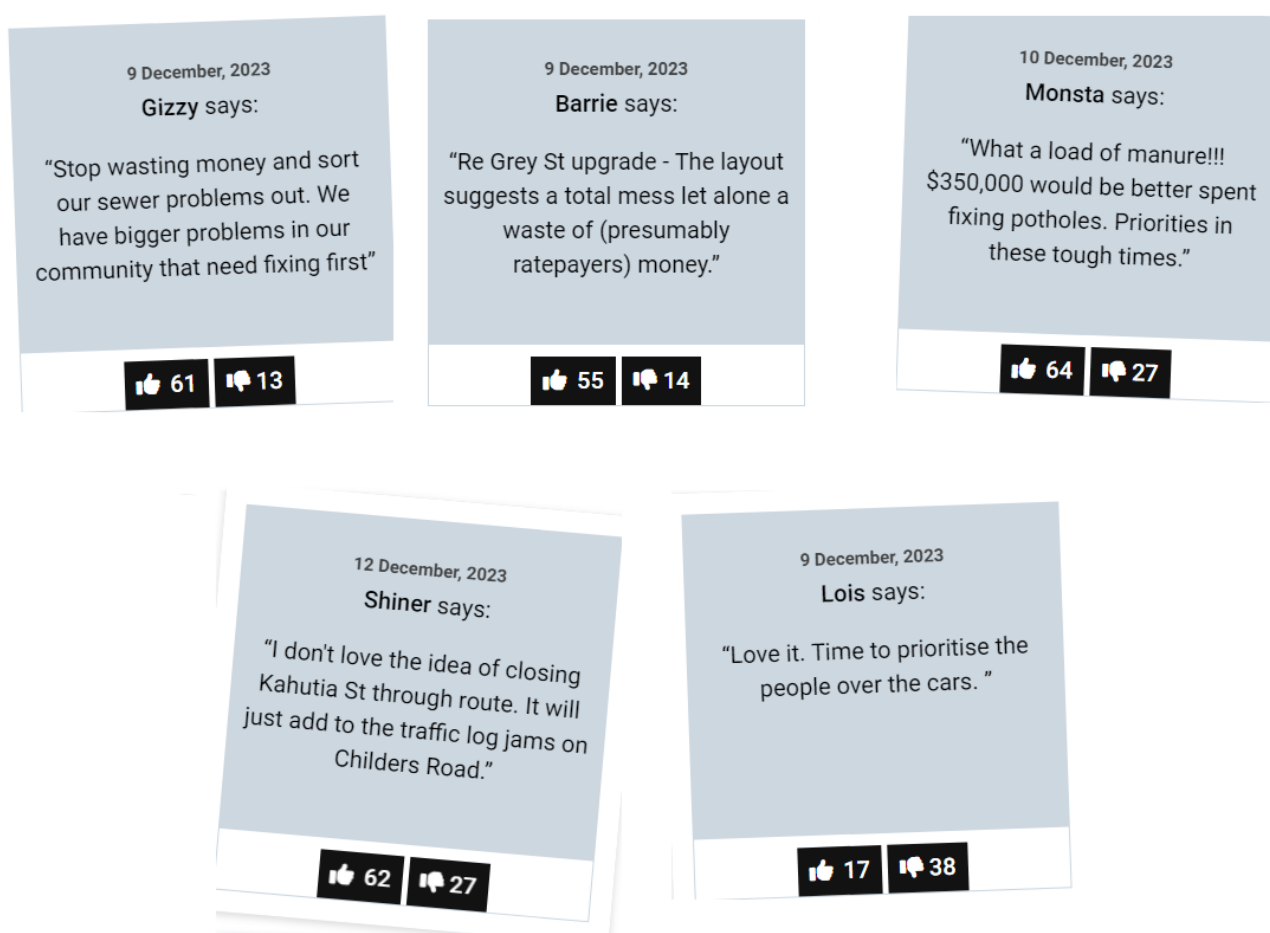 9 December, 2023
Gizzy says:
“Stop wasting money and sort
our sewer problems out. We
have bigger problems in our
community that need fixing first”
61 13
9 December, 2023
Barrie says:
“Re Grey St upgrade - The layout
suggests a total mess let alone a
waste of (presumably
ratepayers) money.”
55 14
10 December, 2023
Monsta says:
“What a load of manure!!!
$350,000 would be better spent
fixing potholes. Priorities in
these tough times.”
64 27
12 December, 2023
Shiner says:
“I don't love the idea of closing
Kahutia St through route. It will
just add to the traffic log jams on
Childers Road.”
62 27
9 December, 2023
Lois says:
“Love it. Time to prioritise the
people over the cars. ”
17 38